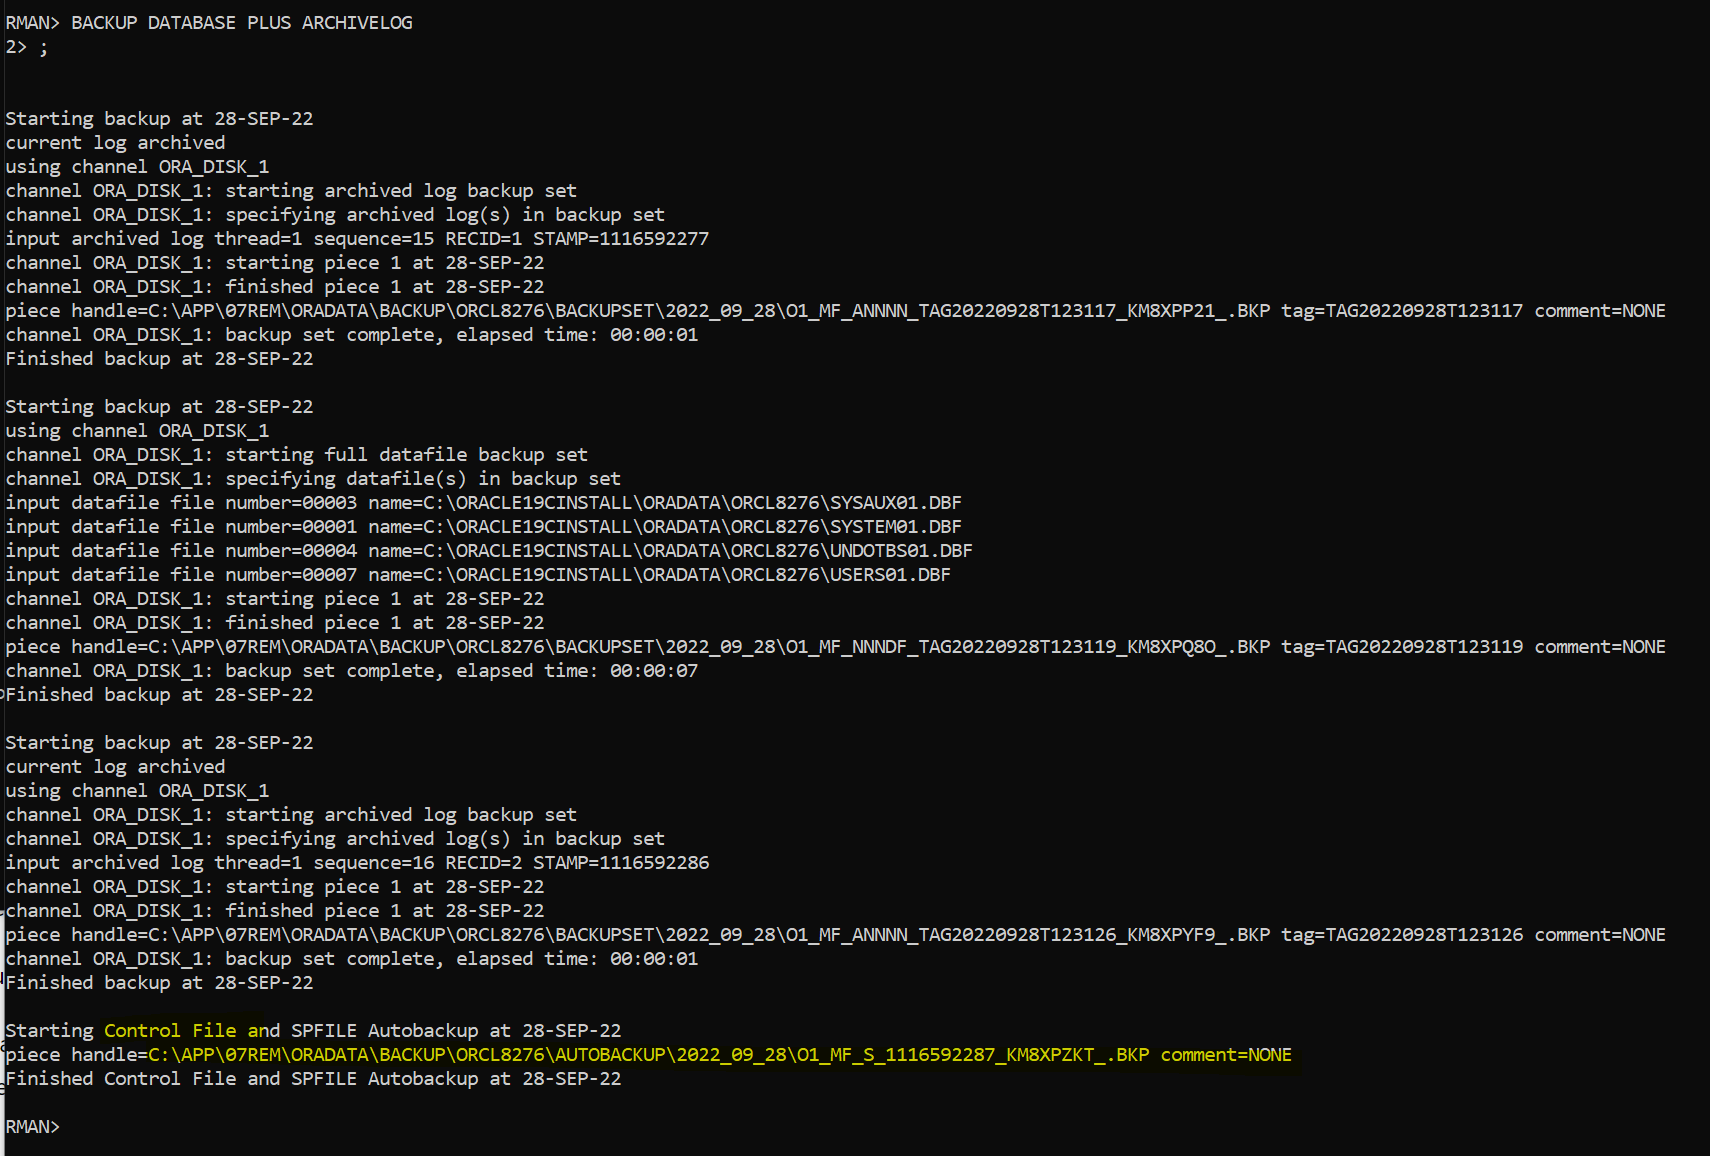 RMAN> BACKUP DATABASE PLUS ARCHIVELOG
2> ;
Starting backup at 28-SEP-22
current log archived
using channel ORA_DISK_1
channel ORA_DISK_1: starting archived log backup set
channel ORA_DISK_1: specifying archived log(s) in backup set
input archived log thread=1 sequence=15 RECID=1 STAMP=1116592277
channel ORA_DISK_1: starting piece 1 at 28-SEP-22
channel ORA_DISK_1: finished piece 1 at 28-SEP-22
piece handle=C:\APP\07REM\ORADATA\BACKUP\ORCL8276\BACKUPSET\2022_09_28\O1_MF_ANNNN_TAG20220928T123117_KM8XPP21_.BKP tag=TAG20220928T123117 comment=NONE
channel ORA_DISK_1: backup set complete, elapsed time: 00:00:01
Finished backup at 28-SEP-22
Starting backup at 28-SEP-22
using channel ORA_DISK_1
channel ORA_DISK_1: starting full datafile backup set
channel ORA_DISK_1: specifying datafile(s) in backup set
input datafile file number=00003 name=C:\ORACLE19CINSTALL\ORADATA\ORCL8276\SYSAUX01.DBF
input datafile file number=00001 name=C:\ORACLE19CINSTALL\ORADATA\ORCL8276\SYSTEM01.DBF
input datafile file number=00004 name=C:\ORACLE19CINSTALL\ORADATA\ORCL8276\UNDOTBS01.DBF
input datafile file number=00007 name=C:\ORACLE19CINSTALL\ORADATA\ORCL8276\USERS01.DBF
channel ORA_DISK_1: starting piece 1 at 28-SEP-22
channel ORA_DISK_1: finished piece 1 at 28-SEP-22
piece handle=C:\APP\07REM\ORADATA\BACKUP\ORCL8276\BACKUPSET\2022_09_28\O1_MF_NNNDF_TAG20220928T123119_KM8XPQ8O_.BKP tag=TAG20220928T123119 comment=NONE
channel ORA_DISK_1: backup set complete, elapsed time: 00:00:07
Finished backup at 28-SEP-22
Starting backup at 28-SEP-22
current log archived
using channel ORA_DISK_1
channel ORA_DISK_1: starting archived log backup set
channel ORA_DISK_1: specifying archived log(s) in backup set
input archived log thread=1 sequence=16 RECID=2 STAMP=1116592286
channel ORA_DISK_1: starting piece 1 at 28-SEP-22
channel ORA_DISK_1: finished piece 1 at 28-SEP-22
piece handle=C:\APP\07REM\ORADATA\BACKUP\ORCL8276\BACKUPSET\2022_09_28\O1_MF_ANNNN_TAG20220928T123126_KM8XPYF9_.BKP tag=TAG20220928T123126 comment=NONE
channel ORA_DISK_1: backup set complete, elapsed time: 00:00:01
Finished backup at 28-SEP-22
Starting Control File and SPFILE Autobackup at 28-SEP-22
piece handle=C:\APP\07REM\ORADATA\BACKUP\ORCL8276\AUTOBACKUP\2022_09_28\O1_MF_S_1116592287_KM8XPZKT_.BKP comment=NONE
Finished Control File and SPFILE Autobackup at 28-SEP-22
RMAN>